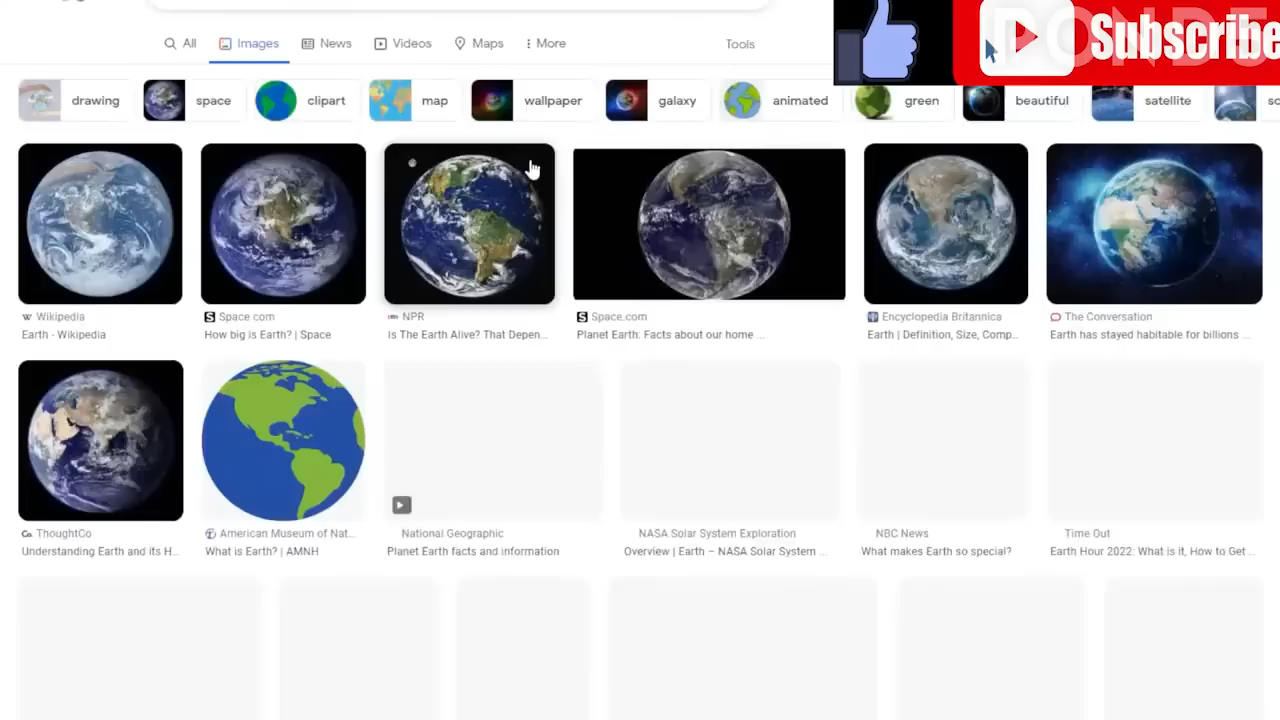 All Images News Videos Maps More Tools
Subscribe
drawing space clipart map wallpaper galaxy animated green beautiful satellite
Wikipedia
Earth - Wikipedia
Space.com
How big is Earth? | Space
NPR
Is The Earth Alive? That Depen...
Space.com
Planet Earth: Facts about our home ...
Encyclopedia Britannica
Earth | Definition, Size, Comp...
The Conversation
Earth has stayed habitable for billions ...
ThoughtCo
Understanding Earth and its H...
American Museum of Nat...
What is Earth? | AMNH
National Geographic
Planet Earth facts and information
NASA Solar System Exploration
Overview | Earth – NASA Solar System ...
NBC News
What makes Earth so special?
Time Out
Earth Hour 2022: What is it, How to Get ...